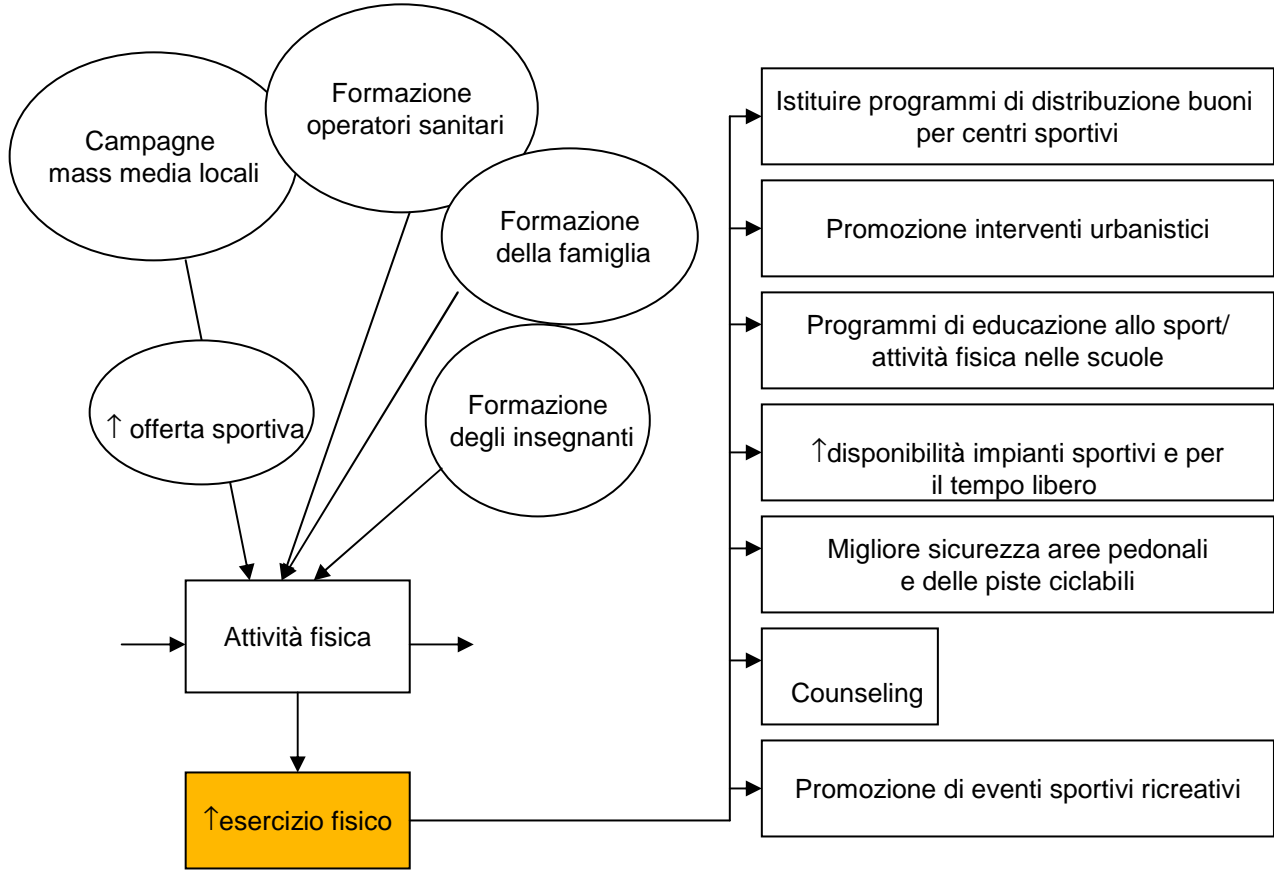 Campagne
mass media locali
Formazione
operatori sanitari
Formazione
della famiglia
Formazione
degli insegnanti
↑ offerta sportiva
Attività fisica
↑esercizio fisico
Istituire programmi di distribuzione buoni
per centri sportivi
Promozione interventi urbanistici
Programmi di educazione allo sport/
attività fisica nelle scuole
↑disponibilità impianti sportivi e per
il tempo libero
Migliore sicurezza aree pedonali
e delle piste ciclabili
Counseling
Promozione di eventi sportivi ricreativi